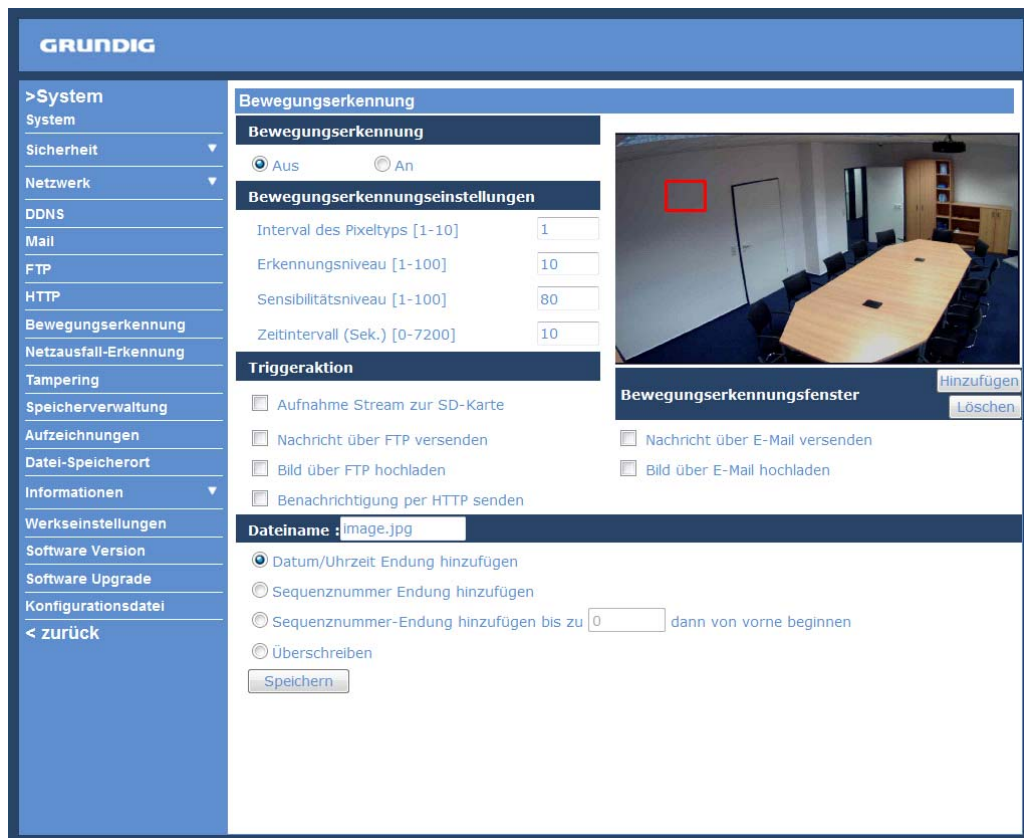 GRUNDIG
>System
System
Sicherheit
Netzwerk
DDNS
Mail
FTP
HTTP
Bewegungserkennung
Netzausfall-Erkennung
Tampering
Speicherverwaltung
Aufzeichnungen
Datei-Speicherort
Informationen
Werkseinstellungen
Software Version
Software Upgrade
Konfigurationsdatei
< zurück
Bewegungserkennung
Bewegungserkennung
Aus An
Bewegungserkennungseinstellungen
Interval des Pixeltyps [1-10] 1
Erkennungsniveau [1-100] 10
Sensibilitätsniveau [1-100] 80
Zeitintervall (Sek.) [0-7200] 10
Bewegungserkennungsfenster
Hinzufügen
Löschen
Triggeraktion
Aufnahme Stream zur SD-Karte
Nachricht über FTP versenden Nachricht über E-Mail versenden
Bild über FTP hochladen Bild über E-Mail hochladen
Benachrichtigung per HTTP senden
Dateiname : image.jpg
Datum/Uhrzeit Endung hinzufügen
Sequenznummer Endung hinzufügen
Sequenznummer-Endung hinzufügen bis zu 0 dann von vorne beginnen
Überschreiben
Speichern